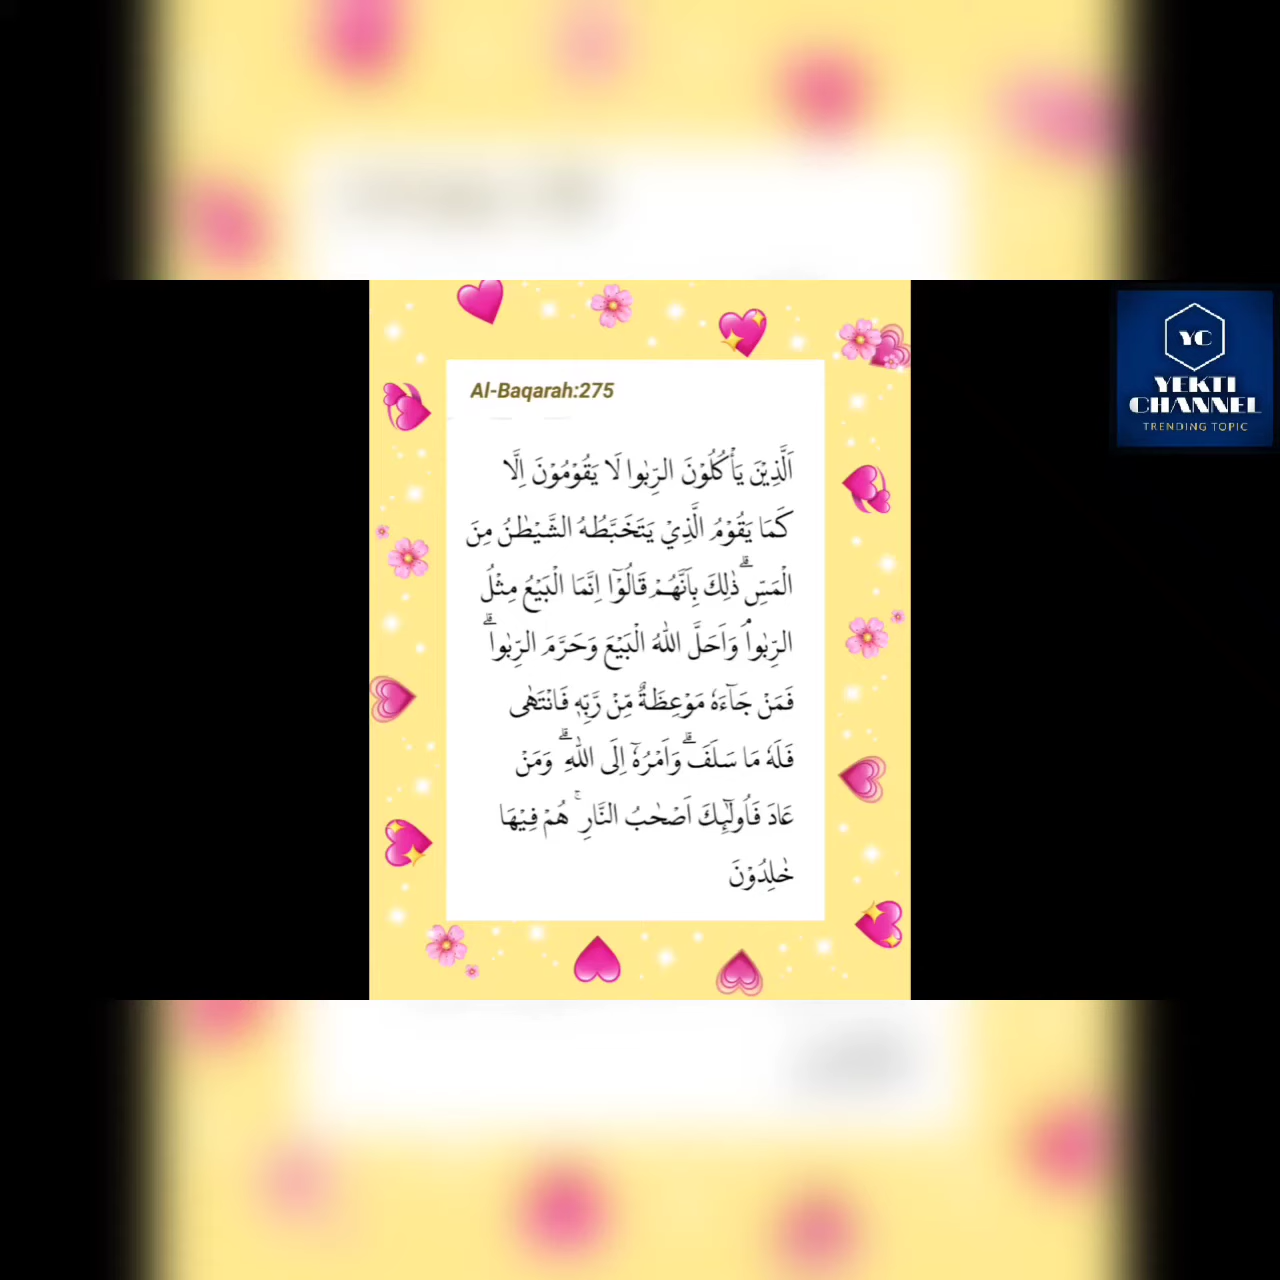 Al-Baqarah:275
اَلَّذِيْنَ يَأْكُلُوْنَ الرِّبٰوا لَا يَقُوْمُوْنَ اِلَّا
كَمَا يَقُوْمُ الَّذِيْ يَتَخَبَّطُهُ الشَّيْطٰنُ مِنَ
الْمَسِّۗ ذٰلِكَ بِاَنَّهُمْ قَالُوْٓا اِنَّمَا الْبَيْعُ مِثْلُ
الرِّبٰواۘ وَاَحَلَّ اللّٰهُ الْبَيْعَ وَحَرَّمَ الرِّبٰواۗ
فَمَنْ جَاۤءَهٗ مَوْعِظَةٌ مِّنْ رَّبِّهٖ فَانْتَهٰى
فَلَهٗ مَا سَلَفَۗ وَاَمْرُهٗٓ اِلَى اللّٰهِ ۗ وَمَنْ
عَادَ فَاُولٰۤىِٕكَ اَصْحٰبُ النَّارِ ۚ هُمْ فِيْهَا
خٰلِدُوْنَ
YC
YEKTI
CHANNEL
TRENDING TOPIC